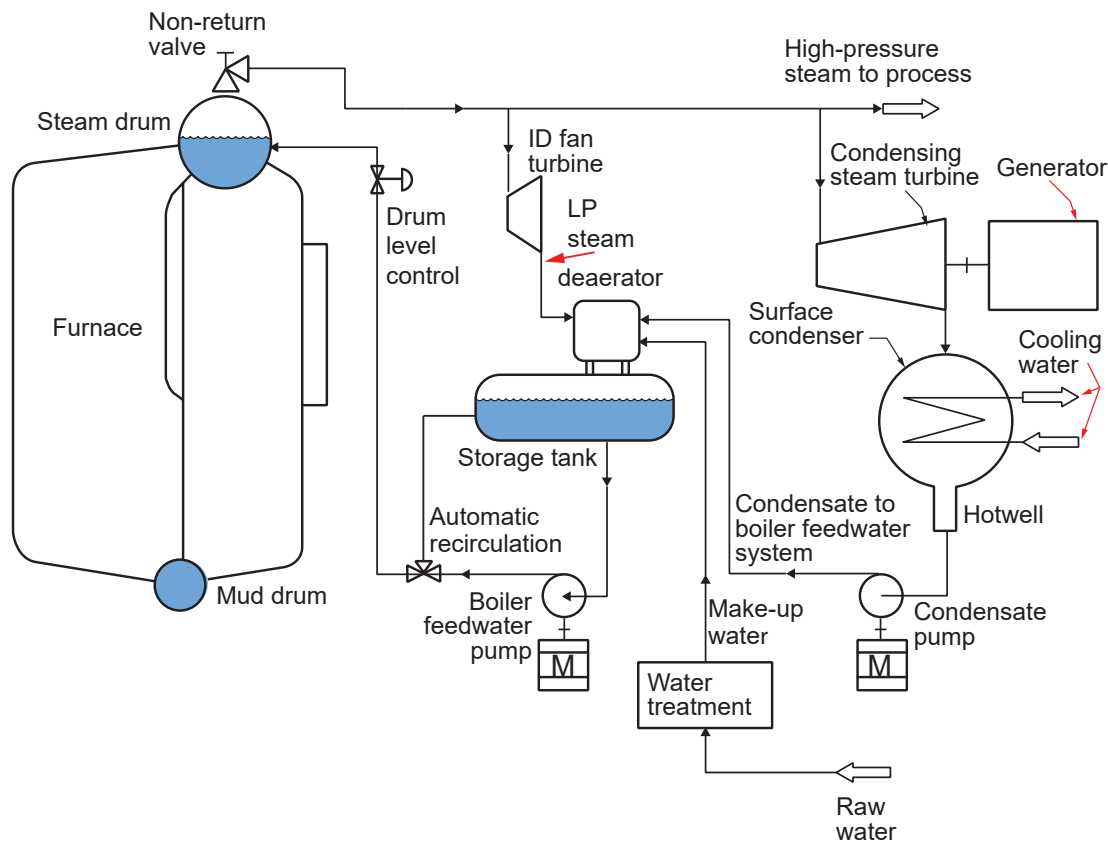 Non-return
valve
High-pressure
steam to process
Steam drum
ID fan
turbine
Condensing
steam turbine
Generator
LP
steam
Drum
level
control
deaerator
Furnace
Surface
condenser
Cooling
water
Storage tank
Hotwell
Automatic
recirculation
Condensate to
boiler feedwater
system
Mud drum
Boiler
feedwater
pump
Make-up
water
Condensate
pump
M
M
Water
treatment
Raw
water